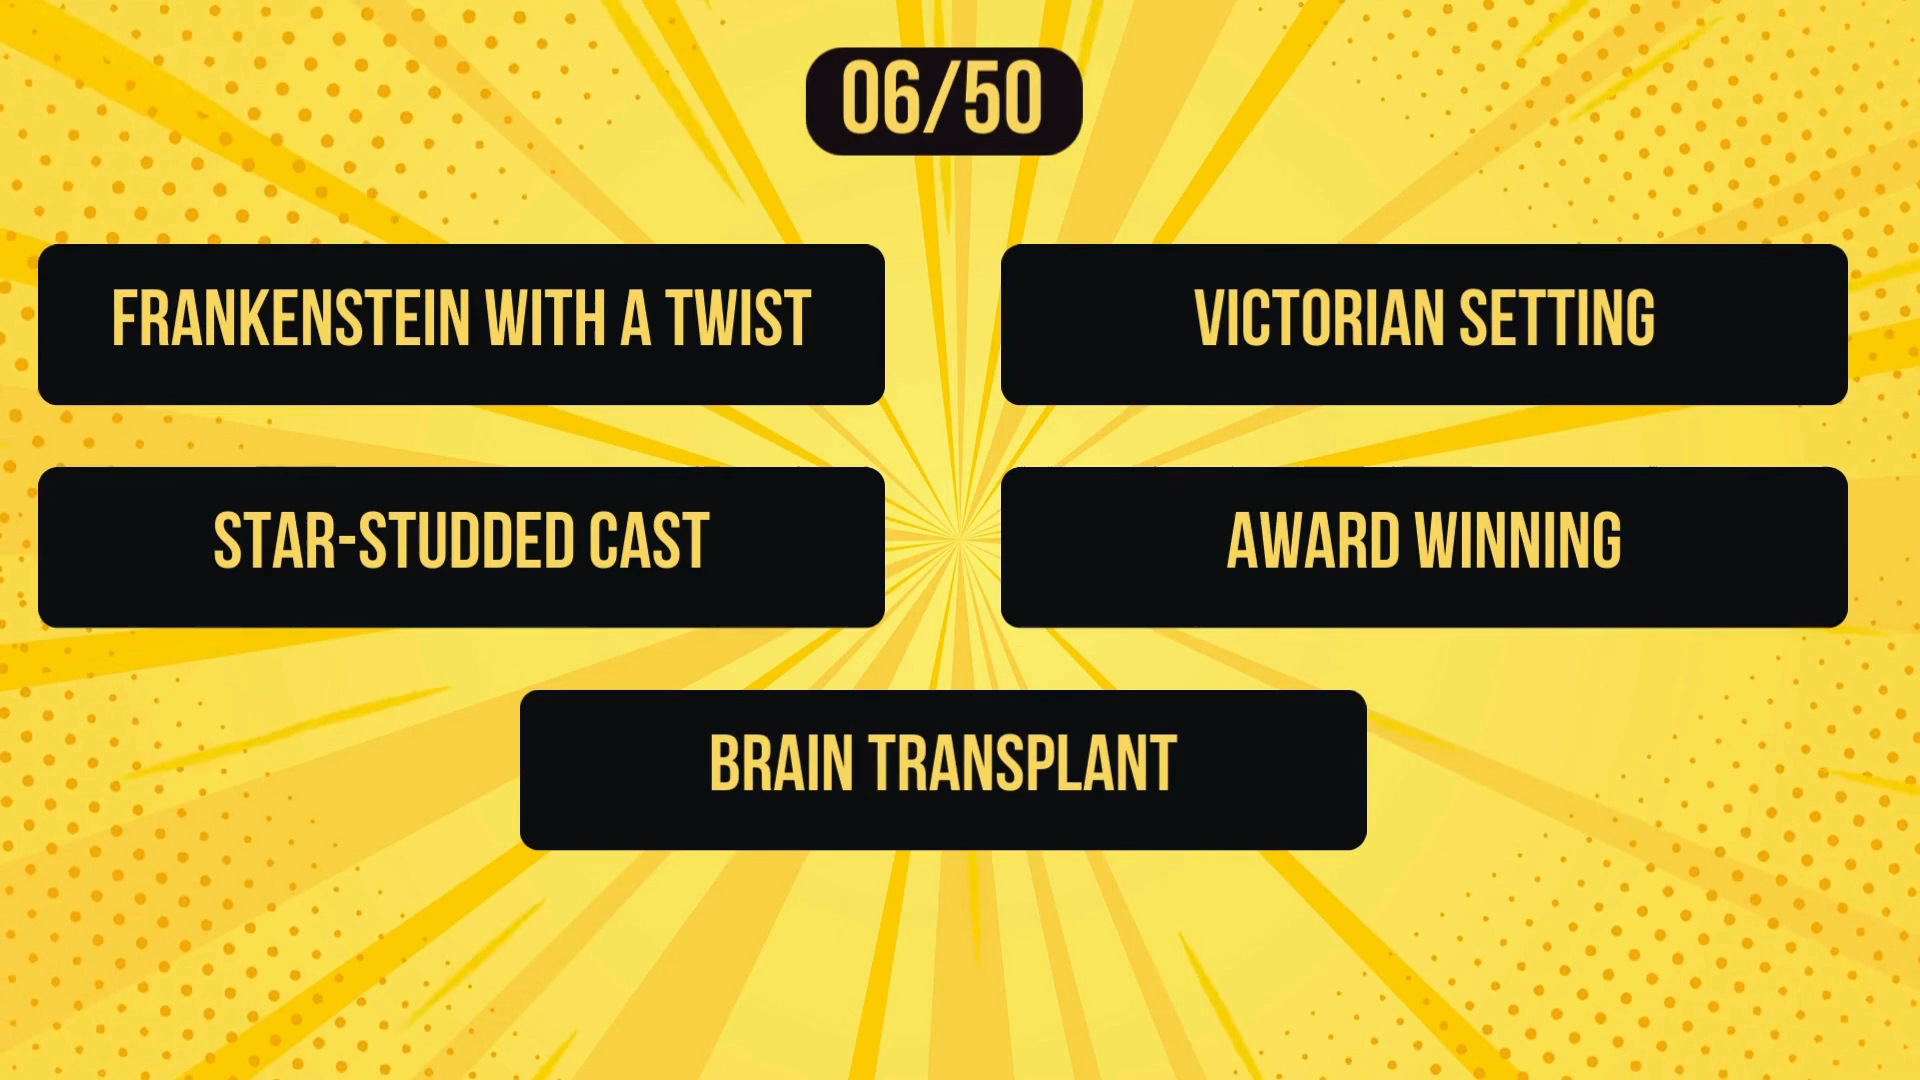 06/50
FRANKENSTEIN WITH A TWIST
VICTORIAN SETTING
STAR-STUDDED CAST
AWARD WINNING
BRAIN TRANSPLANT